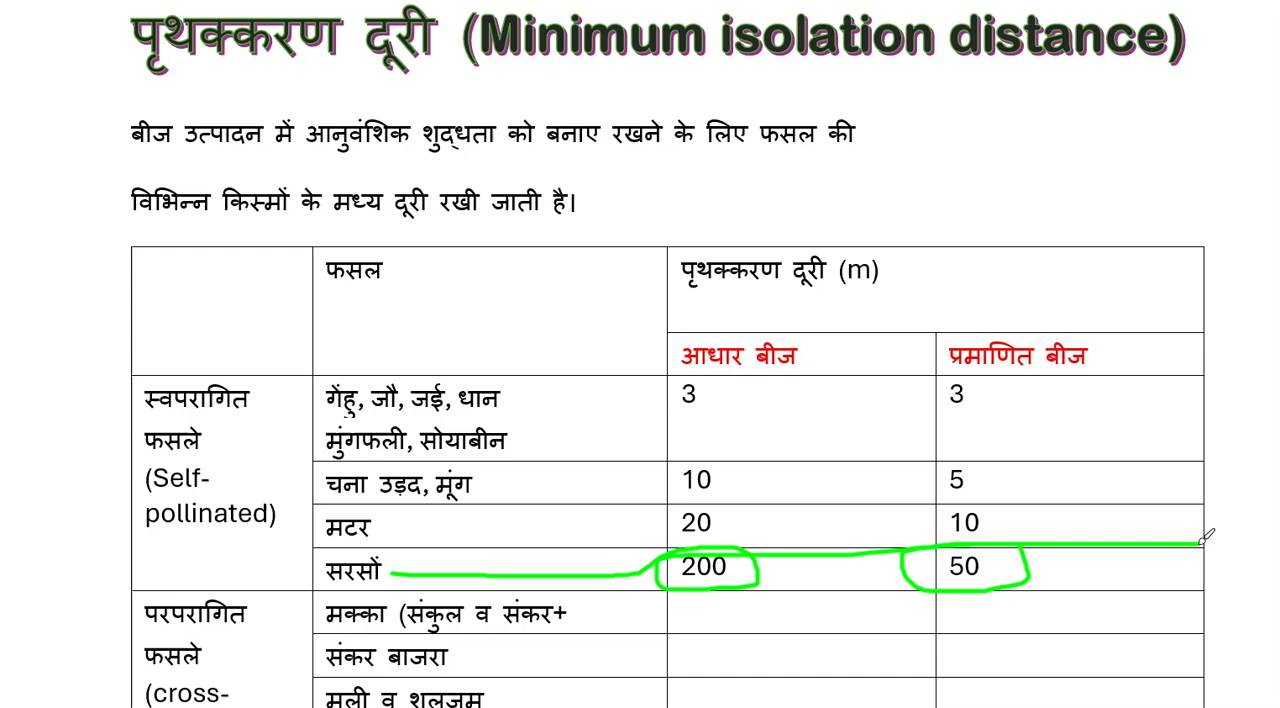 पृथक्करण दूरी (Minimum isolation distance)
बीज उत्पादन में आनुवंशिक शुद्धता को बनाए रखने के लिए फसल की
विभिन्न किस्मों के मध्य दूरी रखी जाती है।
फसल
पृथक्करण दूरी (m)
आधार बीज
प्रमाणित बीज
स्वपरागित
फसले
(Self-
pollinated)
गेंहु, जौ, जई, धान
मुंगफली, सोयाबीन
3
3
चना उड़द, मूंग
10
5
मटर
20
10
सरसों
200
50
परपरागित
फसले
(cross-
मक्का (संकुल व संकर+
संकर बाजरा
मूली व शलजम